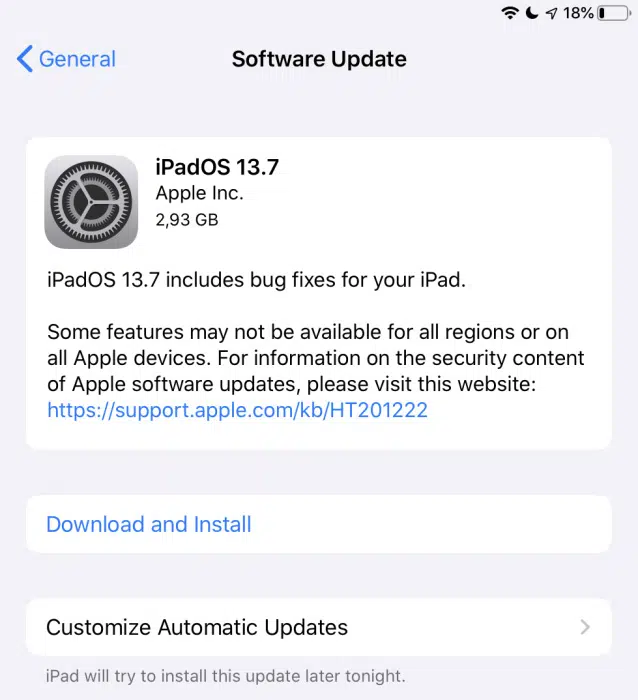 18%
General
Software Update
iPadOS 13.7
Apple Inc.
2,93 GB
iPadOS 13.7 includes bug fixes for your iPad.
Some features may not be available for all regions or on
all Apple devices. For information on the security content
of Apple software updates, please visit this website:
https://support.apple.com/kb/HT201222
Download and Install
Customize Automatic Updates
iPad will try to install this update later tonight.